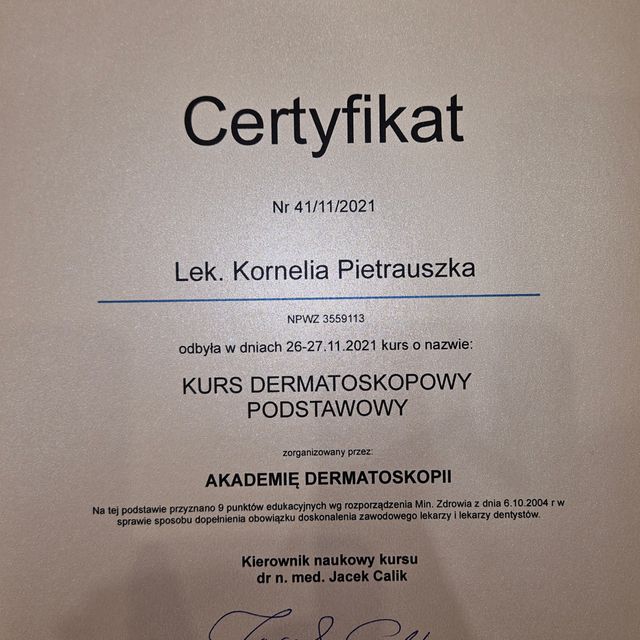 Certyfikat
Nr 41/11/2021
Lek. Kornelia Pietrauszka
NPWZ 3559113
odbyła w dniach 26-27.11.2021 kurs o nazwie:
KURS DERMATOSKOPOWY
PODSTAWOWY
zorganizowany przez:
AKADEMIĘ DERMATOSKOPII
Na tej podstawie przyznano 9 punktów edukacyjnych wg rozporządzenia Min. Zdrowia z dnia 6.10.2004 r w
sprawie sposobu dopełnienia obowiązku doskonalenia zawodowego lekarzy i lekarzy dentystów.
Kierownik naukowy kursu
dr n. med. Jacek Calik